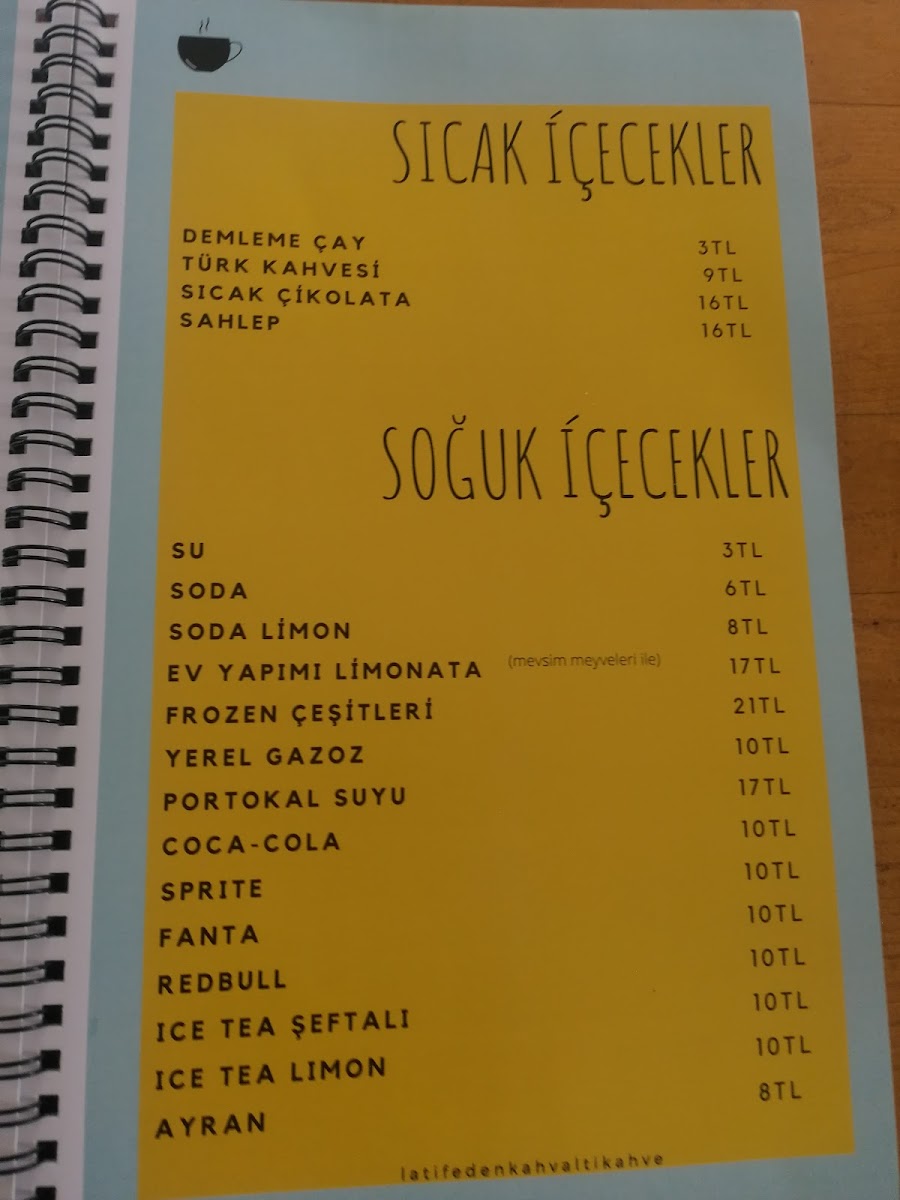 SICAK İÇECEKLER
DEMLEME ÇAY 3TL
TÜRK KAHVESİ 9TL
SICAK ÇİKOLATA 16TL
SAHLEP 16TL
SOĞUK İÇECEKLER
SU 3TL
SODA 6TL
SODA LİMON 8TL
EV YAPIMI LİMONATA (mevsim meyveleri ile) 17TL
FROZEN ÇEŞİTLERİ 21TL
YEREL GAZOZ 10TL
PORTOKAL SUYU 17TL
COCA-COLA 10TL
SPRITE 10TL
FANTA 10TL
REDBULL 10TL
ICE TEA ŞEFTALI 10TL
ICE TEA LIMON 10TL
AYRAN 8TL
latifedenkahvaltikahve